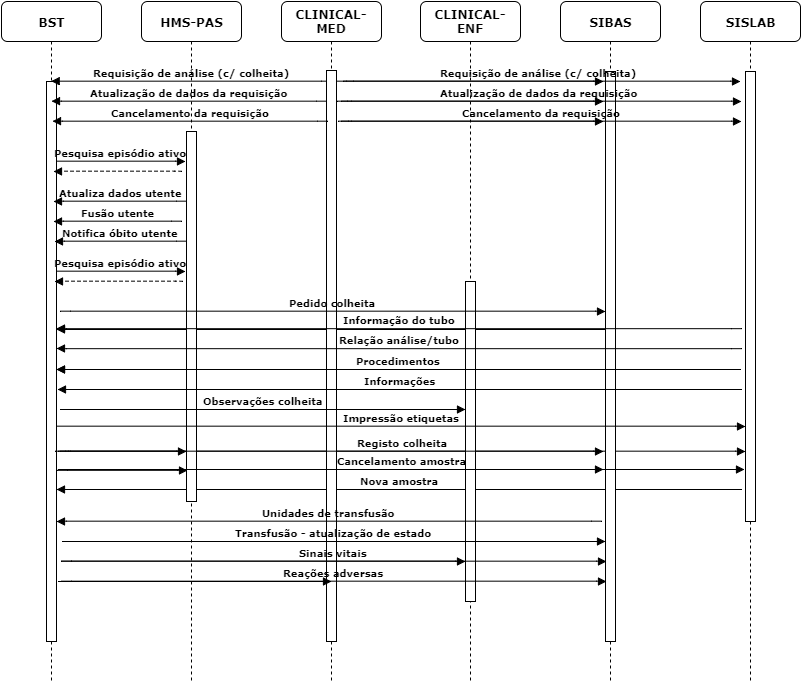 BST
HMS-PAS
CLINICAL-
MED
CLINICAL-
ENF
SIBAS
SISLAB
Requisição de análise (c/ colheita)
Requisição de análise (c/ colheita)
Atualização de dados da requisição
Atualização de dados da requisição
Cancelamento da requisição
Cancelamento da requisição
Pesquisa episódio ativo
Atualiza dados utente
Fusão utente
Notifica óbito utente
Pesquisa episódio ativo
Pedido colheita
Informação do tubo
Relação análise/tubo
Procedimentos
Informações
Observações colheita
Impressão etiquetas
Registo colheita
Cancelamento amostra
Nova amostra
Unidades de transfusão
Transfusão - atualização de estado
Sinais vitais
Reações adversas